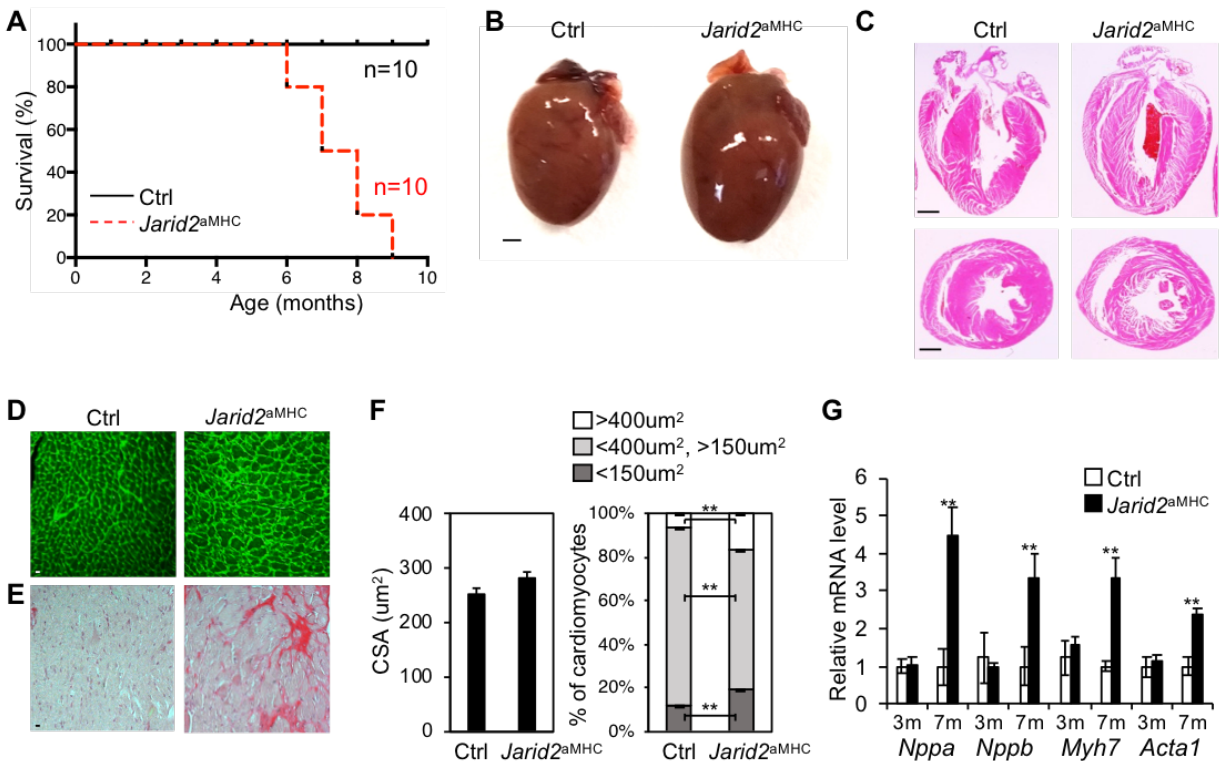 A
100
80
60
40
20
0
Survival (%)
n=10
n=10
Ctrl
Jarid2aMHC
0 2 4 6 8 10
Age (months)
B
Ctrl Jarid2aMHC
C
Ctrl Jarid2aMHC
D
Ctrl Jarid2aMHC
E
F
>400um2
<400um2, >150um2
<150um2
400
300
200
100
0
CSA (um2)
Ctrl Jarid2aMHC
100%
80%
60%
40%
20%
0%
% of cardiomyocytes
**
**
**
Ctrl Jarid2aMHC
G
Ctrl
Jarid2aMHC
6
5
4
3
2
1
0
Relative mRNA level
**
**
**
**
3m 7m 3m 7m 3m 7m 3m 7m
Nppa Nppb Myh7 Acta1